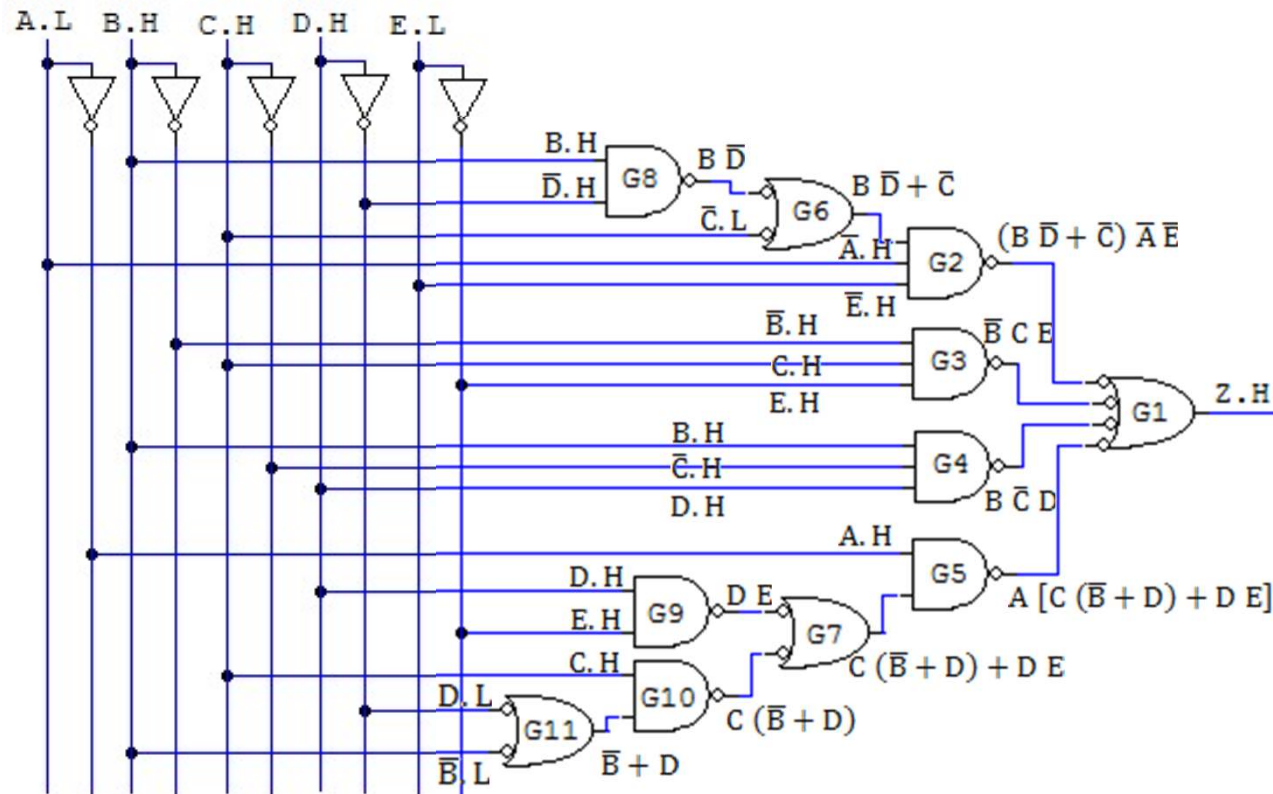 A.L B.H C.H D.H E.L
B.H
G8
B D̅
D̅.H
G6
B D̅ + C̅
C̅.L
A̅.H
G2
(B D̅ + C̅) A̅ E̅
E̅.H
B̅.H
G3
B̅ C E
C.H
E.H
G1
Z.H
B.H
G4
C̅.H
D.H
B C̅ D
A.H
G5
A [C (B̅ + D) + D E]
D.H
G9
D E
E.H
G7
C (B̅ + D) + D E
C.H
G10
C (B̅ + D)
D.L
G11
B̅ + D
B̅.L